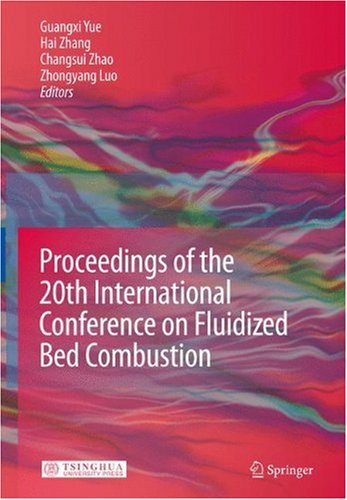 Guangxi Yue
Hai Zhang
Changsui Zhao
Zhongyang Luo
Editors
Proceedings of the
20th International
Conference on Fluidized
Bed Combustion
TSINGHUA
UNIVERSITY PRESS
Springer